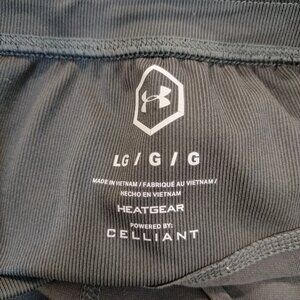 LG / G / G
MADE IN VIETNAM / FABRIQUÉ AU VIETNAM /
HECHO EN VIETNAM
HEATGEAR
POWERED BY:
CELLIANT